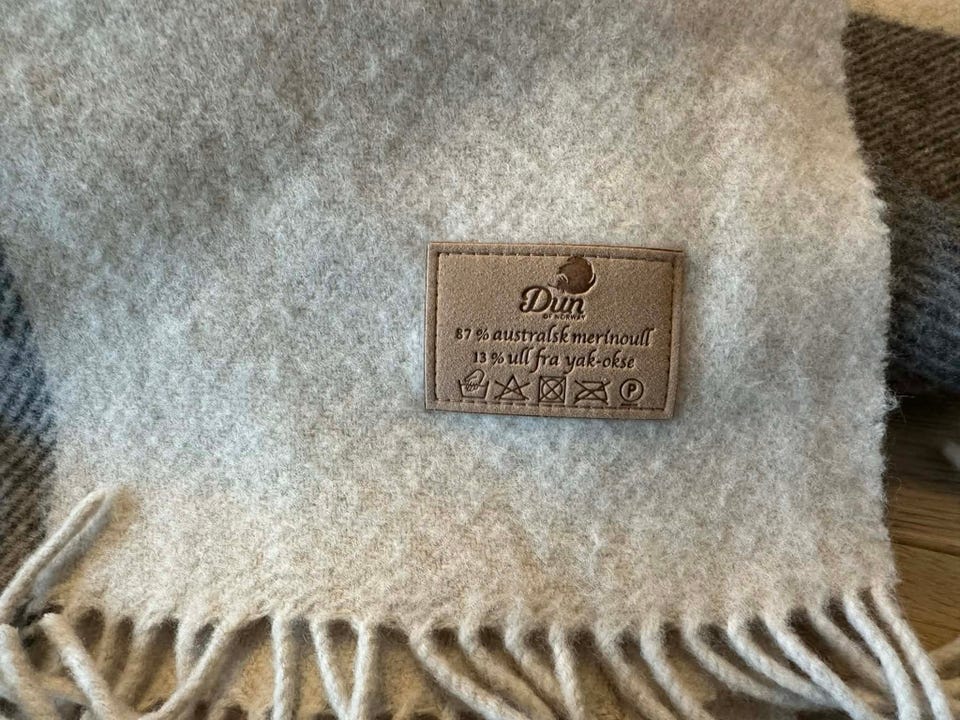 Dun
OF NORWAY
87 % australsk merinoull
13 % ull fra yak-okse
P